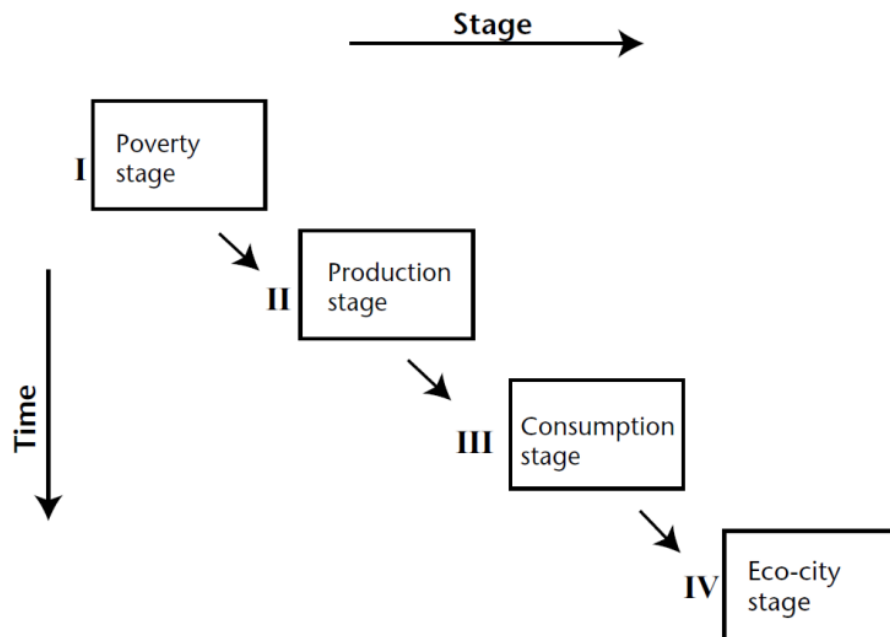 Stage
I
Poverty
stage
II
Production
stage
Time
III
Consumption
stage
IV
Eco-city
stage